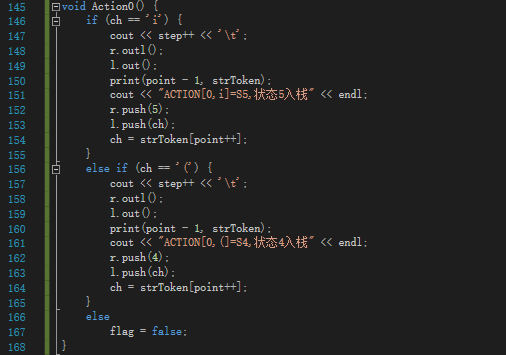 145 void Action0() {
146 if (ch == 'i') {
147 cout << step++ << '\t';
148 r.outl();
149 l.out();
150 print(point - 1, strToken);
151 cout << "ACTION[0,i]=S5,状态5入栈" << endl;
152 r.push(5);
153 l.push(ch);
154 ch = strToken[point++];
155 }
156 else if (ch == '(') {
157 cout << step++ << '\t';
158 r.outl();
159 l.out();
160 print(point - 1, strToken);
161 cout << "ACTION[0,(]=S4,状态4入栈" << endl;
162 r.push(4);
163 l.push(ch);
164 ch = strToken[point++];
165 }
166 else
167 flag = false;
168 }